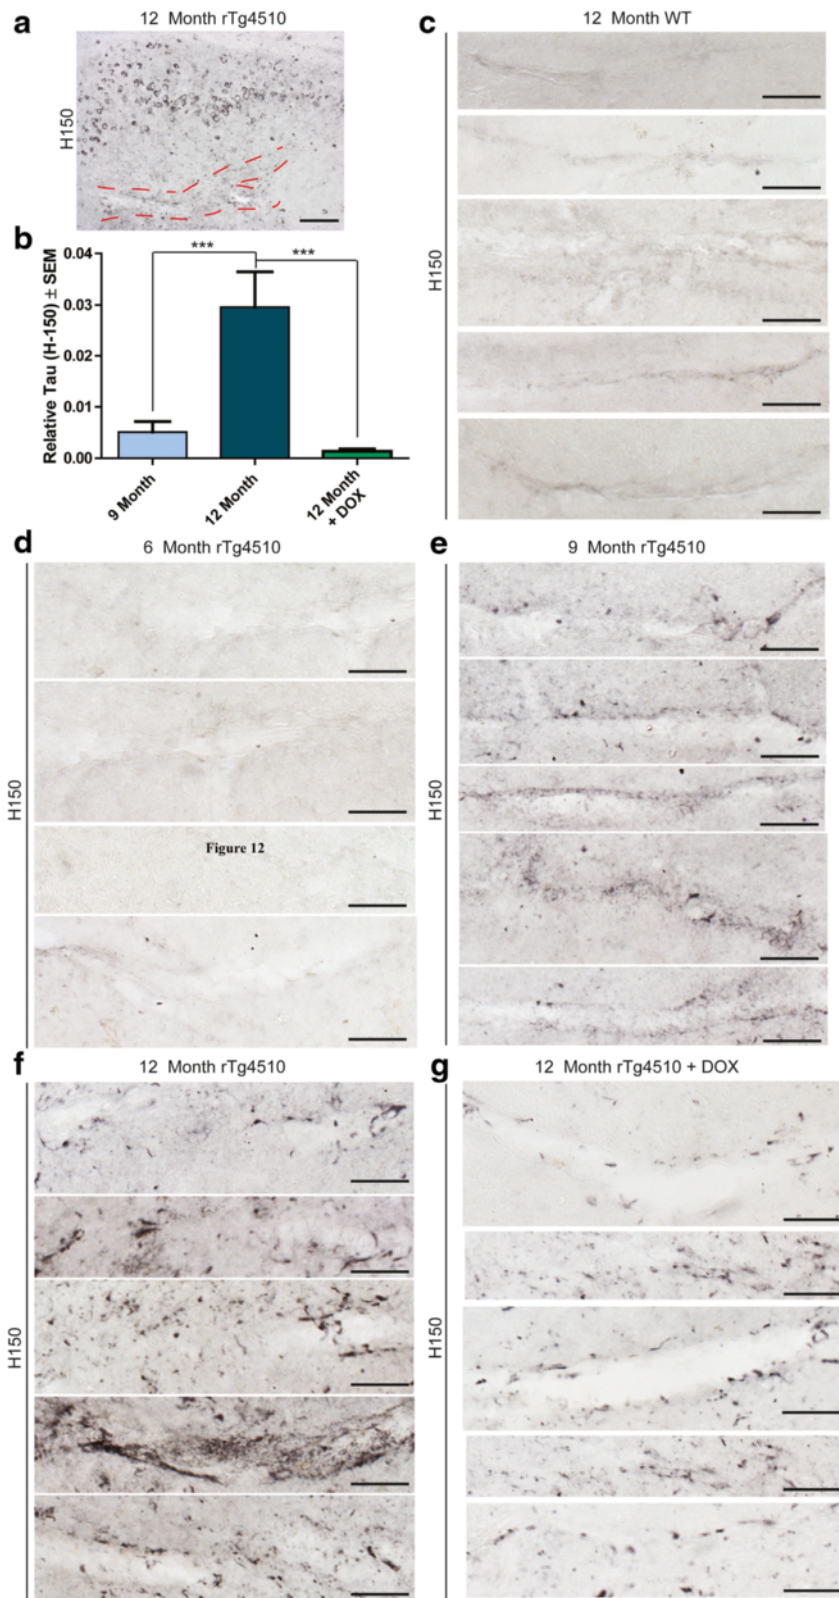 a
12 Month rTg4510
H150
b
Relative Tau (H-150) ± SEM
0.04
0.03
0.02
0.01
0.00
***
***
9 Month
12 Month
12 Month
+ DOX
c
12 Month WT
H150
d
6 Month rTg4510
H150
Figure 12
e
9 Month rTg4510
H150
f
12 Month rTg4510
H150
g
12 Month rTg4510 + DOX
H150